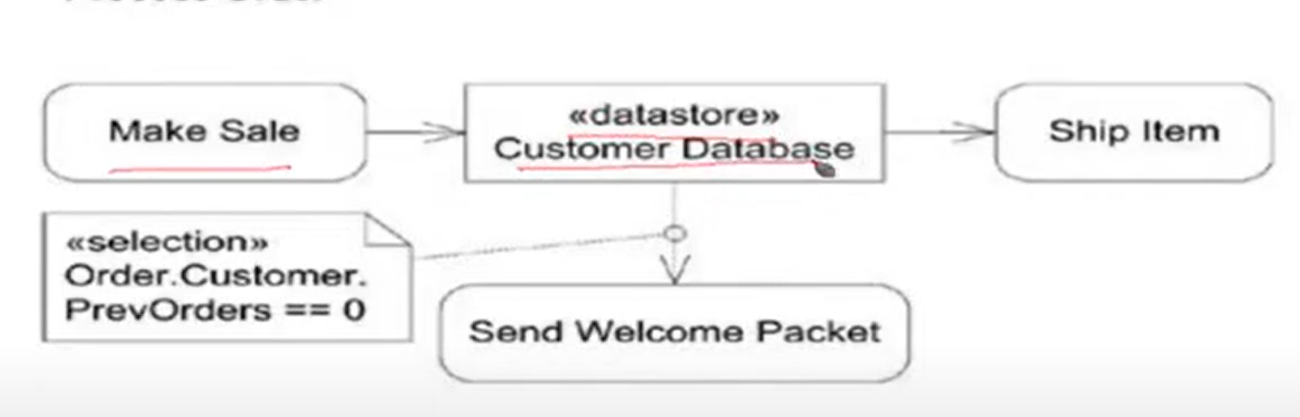 Make Sale
«datastore»
Customer Database
Ship Item
«selection»
Order.Customer.
PrevOrders == 0
Send Welcome Packet